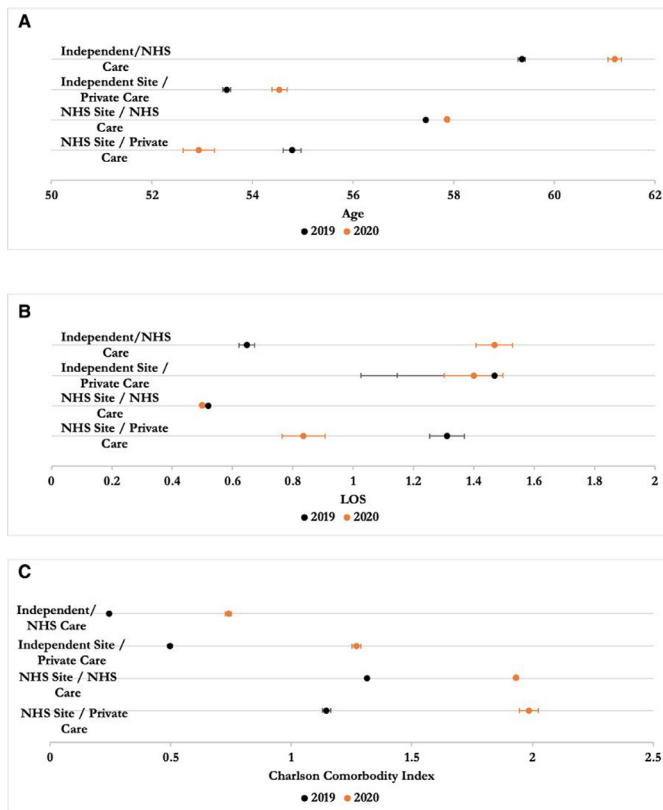 A
Independent/NHS
Care
Independent Site /
Private Care
NHS Site / NHS
Care
NHS Site / Private
Care
50 52 54 56 58 60 62
Age
2019 2020
B
Independent/NHS
Care
Independent Site /
Private Care
NHS Site / NHS
Care
NHS Site / Private
Care
0 0.2 0.4 0.6 0.8 1 1.2 1.4 1.6 1.8 2
LOS
2019 2020
C
Independent/
NHS Care
Independent Site /
Private Care
NHS Site / NHS
Care
NHS Site / Private
Care
0 0.5 1 1.5 2 2.5
Charlson Comorbodity Index
2019 2020